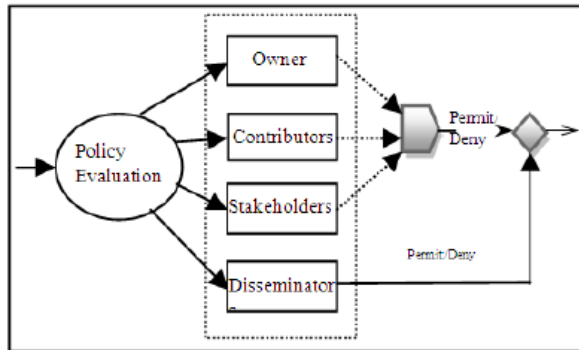 Owner
Policy
Evaluation
Contributors
Permit/
Deny
Stakeholders
Permit/Deny
Disseminator